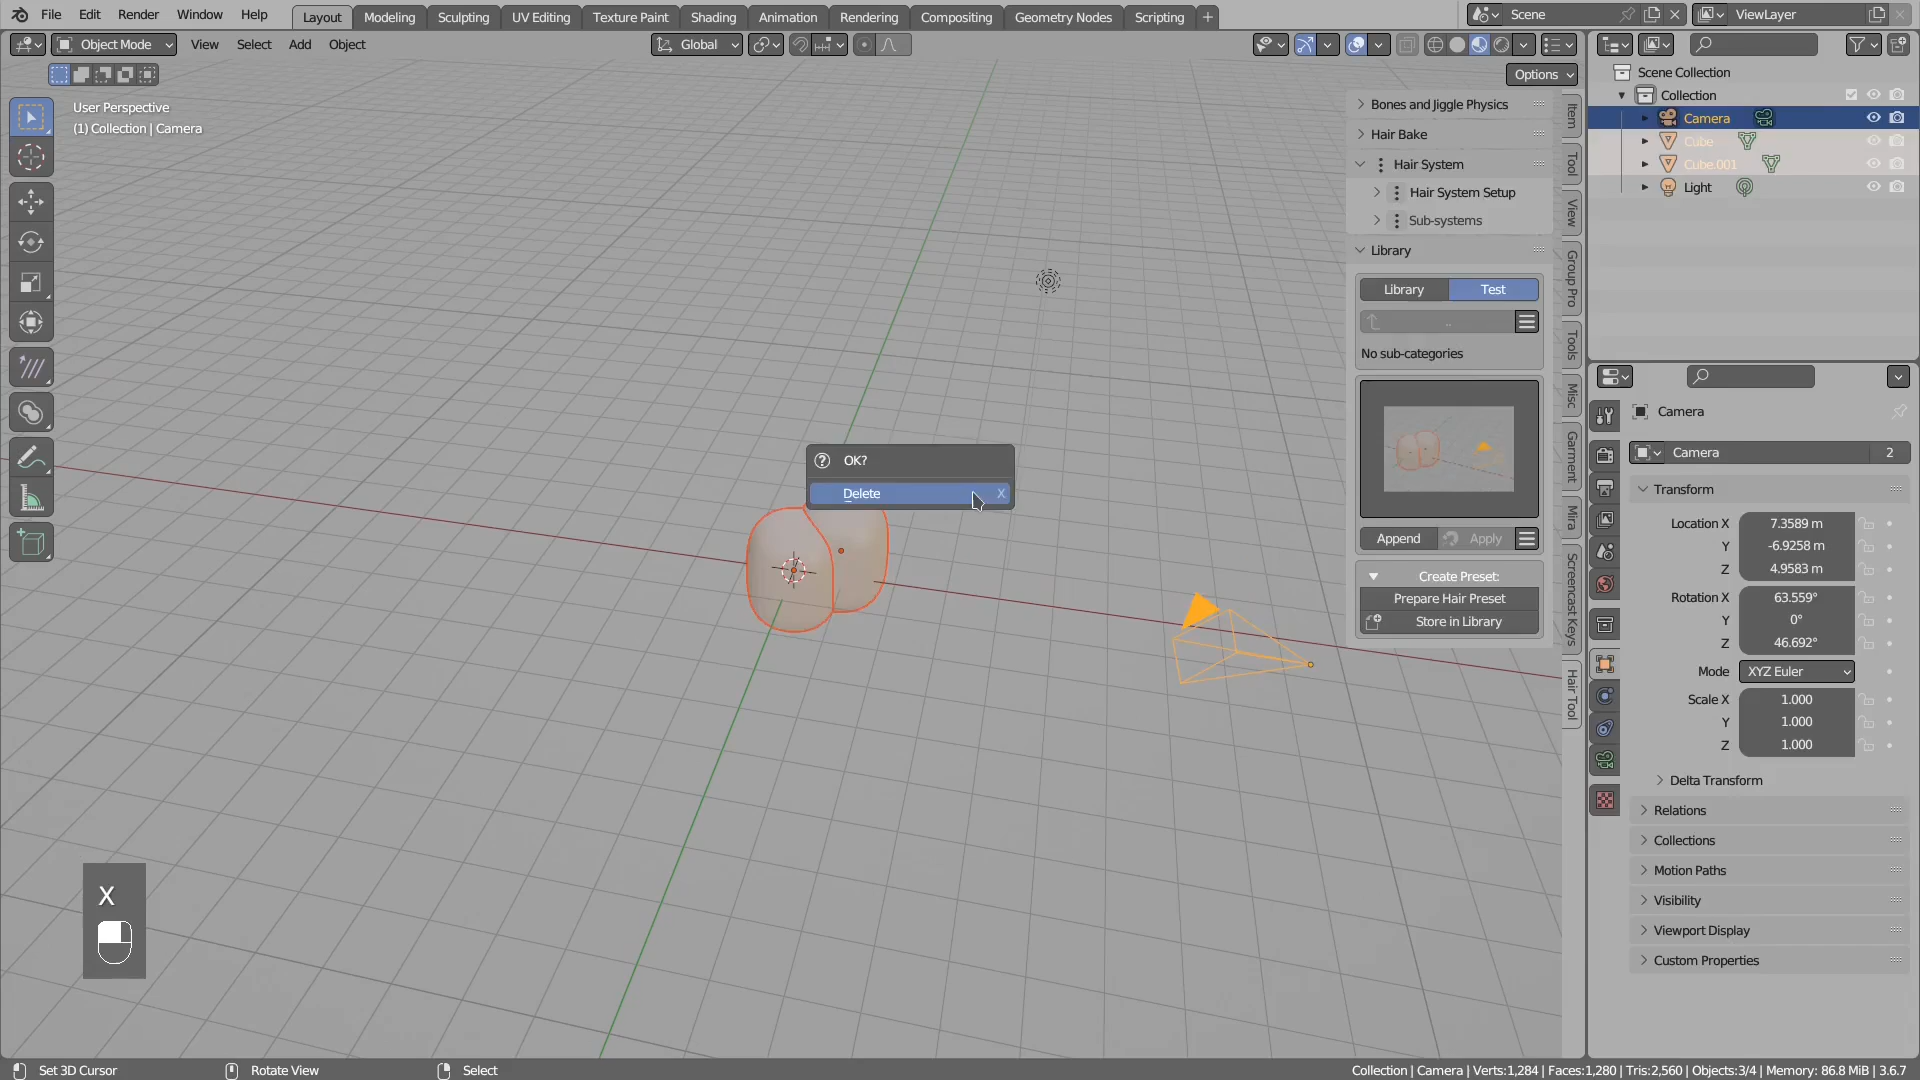 File Edit Render Window Help Layout Modeling Sculpting UV Editing Texture Paint Shading Animation Rendering Compositing Geometry Nodes Scripting + Scene ViewLayer
Object Mode View Select Add Object Global
Options
User Perspective
(1) Collection | Camera
Bones and Jiggle Physics
Hair Bake
Hair System
Hair System Setup
Sub-systems
Library
Library Test
..
No sub-categories
Append Apply
Create Preset:
Prepare Hair Preset
Store in Library
Item
Tool
View
Group Pro
Tools
Misc
Garment
Mira
Screencast Keys
Hair Tool
OK?
Delete X
X
Scene Collection
Collection
Camera
Cube
Cube.001
Light
Camera
Camera 2
Transform
Location X 7.3589 m
Y -6.9258 m
Z 4.9583 m
Rotation X 63.559°
Y 0°
Z 46.692°
Mode XYZ Euler
Scale X 1.000
Y 1.000
Z 1.000
Delta Transform
Relations
Collections
Motion Paths
Visibility
Viewport Display
Custom Properties
Set 3D Cursor Rotate View Select Collection | Camera | Verts:1,284 | Faces:1,280 | Tris:2,560 | Objects:3/4 | Memory: 86.8 MiB | 3.6.7